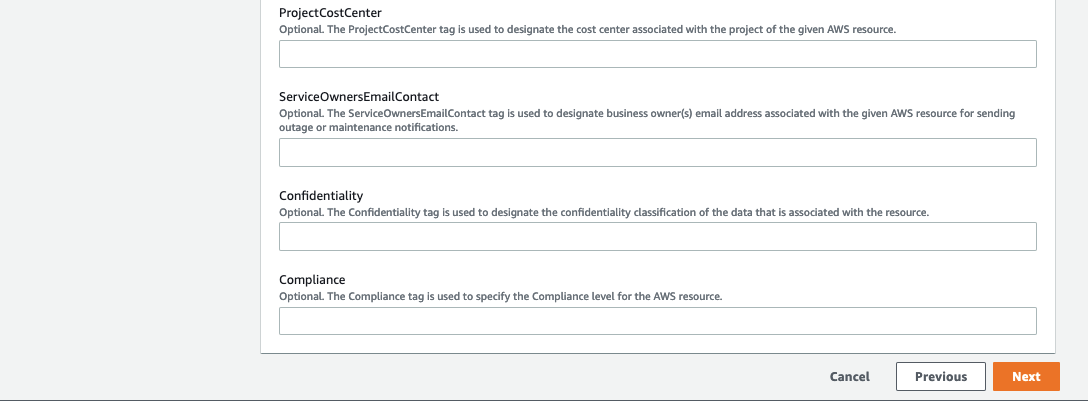 ProjectCostCenter
Optional. The ProjectCostCenter tag is used to designate the cost center associated with the project of the given AWS resource.
ServiceOwnersEmailContact
Optional. The ServiceOwnersEmailContact tag is used to designate business owner(s) email address associated with the given AWS resource for sending
outage or maintenance notifications.
Confidentiality
Optional. The Confidentiality tag is used to designate the confidentiality classification of the data that is associated with the resource.
Compliance
Optional. The Compliance tag is used to specify the Compliance level for the AWS resource.
Cancel Previous Next